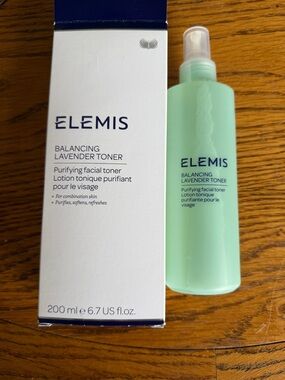 ELEMIS
BALANCING
LAVENDER TONER
Purifying facial toner
Lotion tonique purifiant
pour le visage
• For combination skin
• Purifies, softens, refreshes
200 ml e 6.7 US fl.oz.
ELEMIS
BALANCING
LAVENDER TONER
Purifying facial toner
Lotion tonique
purifiante pour le
visage